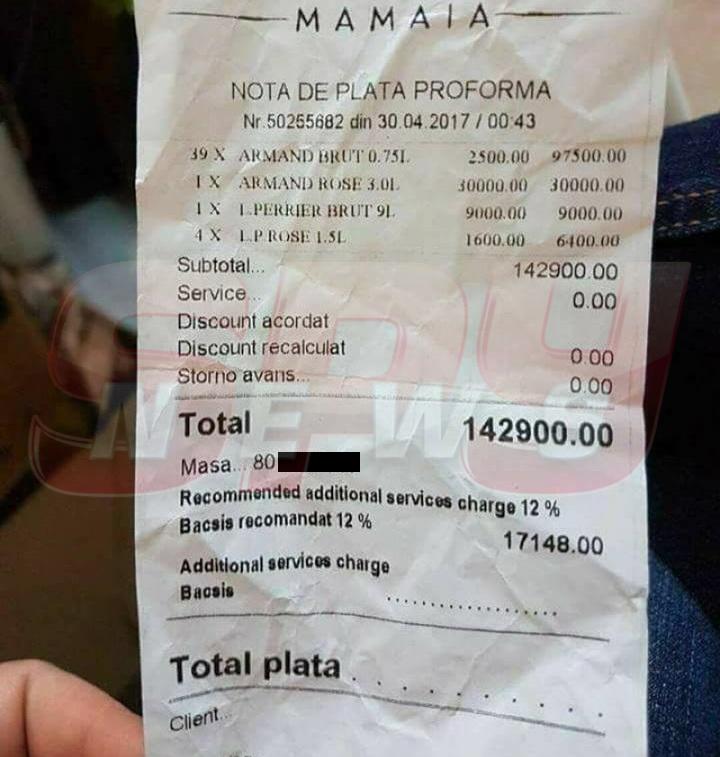 MAMAIA
NOTA DE PLATA PROFORMA
Nr.50255682 din 30.04.2017 / 00:43
39 X ARMAND BRUT 0.75L 2500.00 97500.00
1 X ARMAND ROSE 3.0L 30000.00 30000.00
1 X L.PERRIER BRUT 9L 9000.00 9000.00
4 X L.P ROSE 1.5L 1600.00 6400.00
Subtotal... 142900.00
Service... 0.00
Discount acordat
Discount recalculat 0.00
Storno avans... 0.00
SPY
NEWS
Total 142900.00
Masa... 80
Recommended additional services charge 12 %
Bacsis recomandat 12 % 17148.00
Additional services charge
Bacsis ..................
Total plata . . . . . . . . . .
Client...